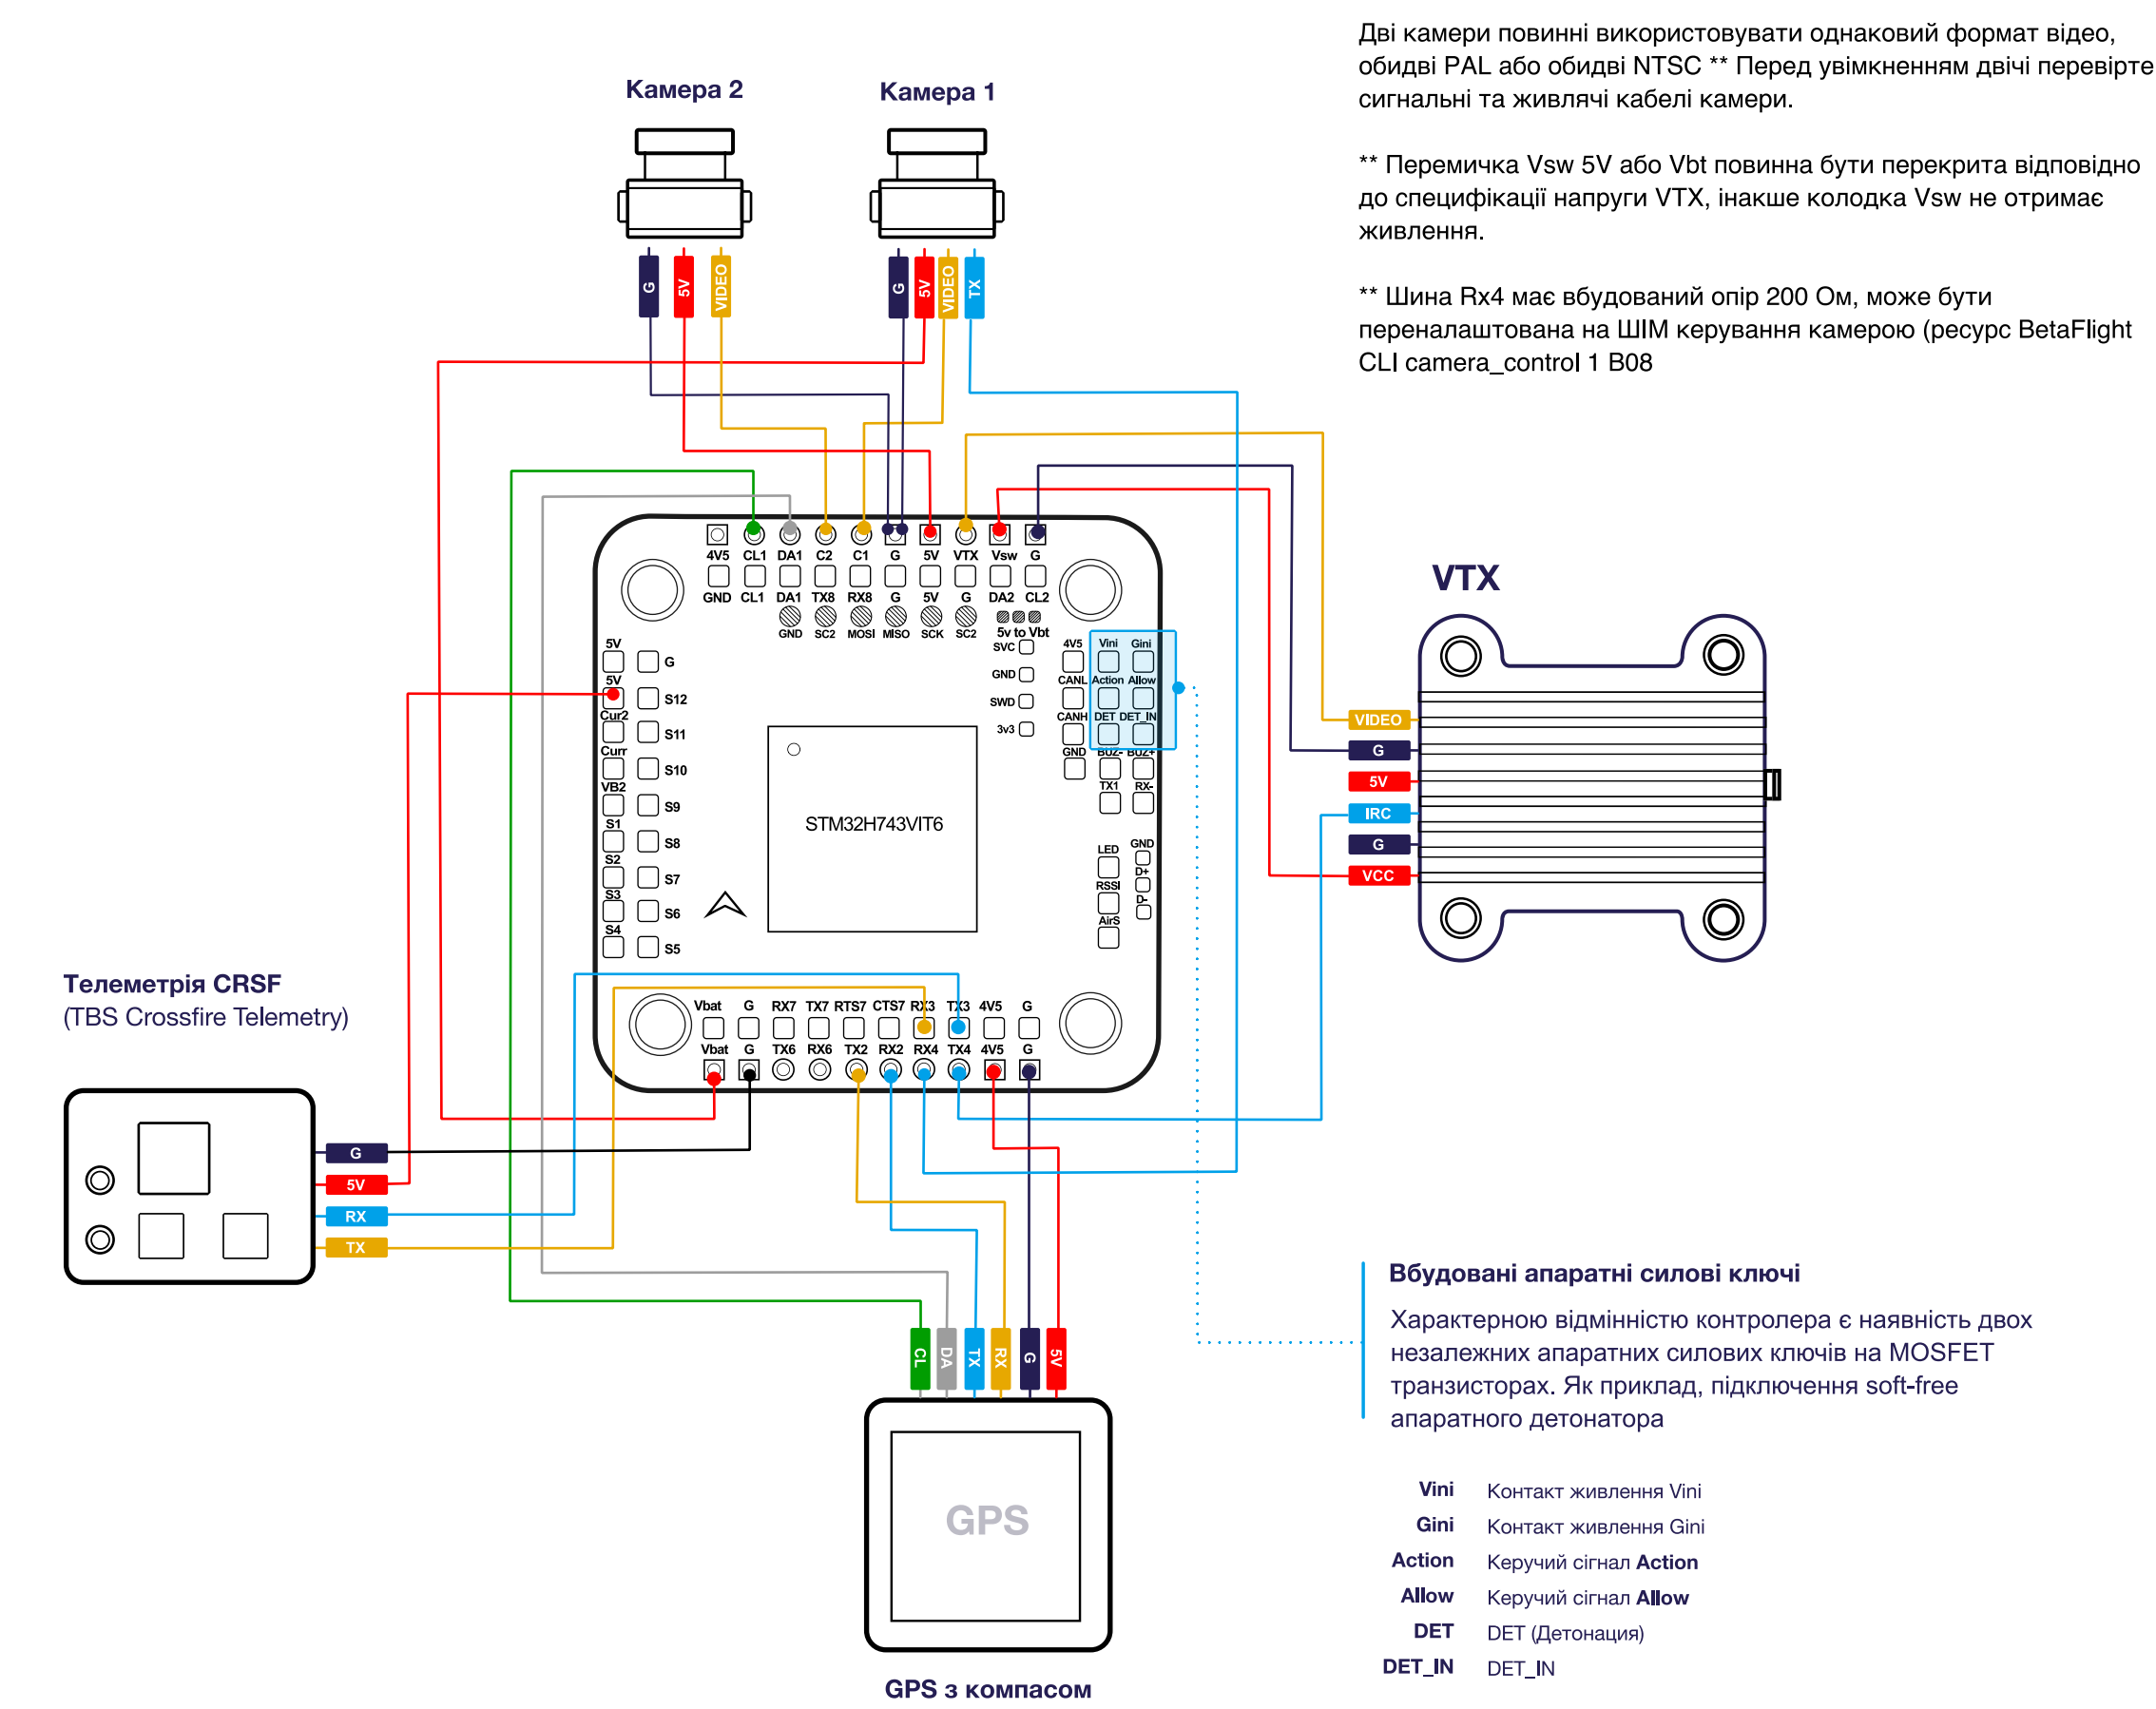 Дві камери повинні використовувати однаковий формат відео,
обидві PAL або обидві NTSC ** Перед увімкненням двічі перевірте
сигнальні та живлячі кабелі камери.
** Перемичка Vsw 5V або Vbt повинна бути перекрита відповідно
до специфікації напруги VTX, інакше колодка Vsw не отримає
живлення.
** Шина Rx4 має вбудований опір 200 Ом, може бути
переналаштована на ШІМ керування камерою (ресурс BetaFlight
CLI camera_control 1 B08
Камера 2
Камера 1
G
5V
VIDEO
G
5V
VIDEO
TX
4V5 CL1 DA1 C2 C1 G 5V VTX Vsw G
GND CL1 DA1 TX8 RX8 G 5V G DA2 CL2
GND SC2 MOSI MISO SCK SC2
5v to Vbt
SVC
GND
SWD
3v3
4V5 Vini Gini
CANL Action Allow
CANH DET DET_IN
GND BUZ- BUZ+
TX1 RX-
5V
G
5V
S12
Cur2
S11
Curr
S10
VB2
S9
S1
S8
S2
S7
S3
S6
S4
S5
STM32H743VIT6
LED
GND
D+
RSSI
D-
AirS
Vbat G RX7 TX7 RTS7 CTS7 RX3 TX3 4V5 G
Vbat G TX6 RX6 TX2 RX2 RX4 TX4 4V5 G
VTX
VIDEO
G
5V
IRC
G
VCC
Телеметрія CRSF
(TBS Crossfire Telemetry)
G
5V
RX
TX
CL
DA
TX
RX
G
5V
GPS
GPS з компасом
Вбудовані апаратні силові ключі
Характерною відмінністю контролера є наявність двох
незалежних апаратних силових ключів на MOSFET
транзисторах. Як приклад, підключення soft-free
апаратного детонатора
Vini Контакт живлення Vini
Gini Контакт живлення Gini
Action Керучий сігнал Action
Allow Керучий сігнал Allow
DET DET (Детонация)
DET_IN DET_IN